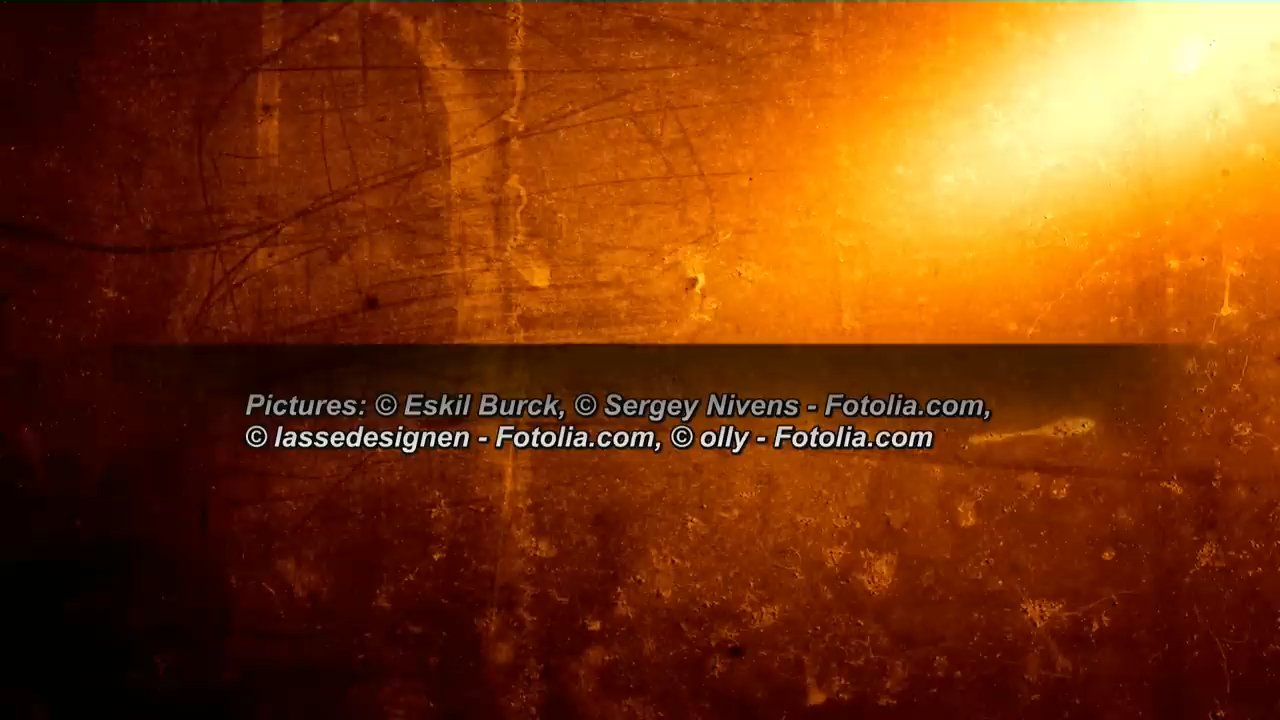 Pictures: © Eskil Burck, © Sergey Nivens - Fotolia.com,
© lassedesignen - Fotolia.com, © olly - Fotolia.com